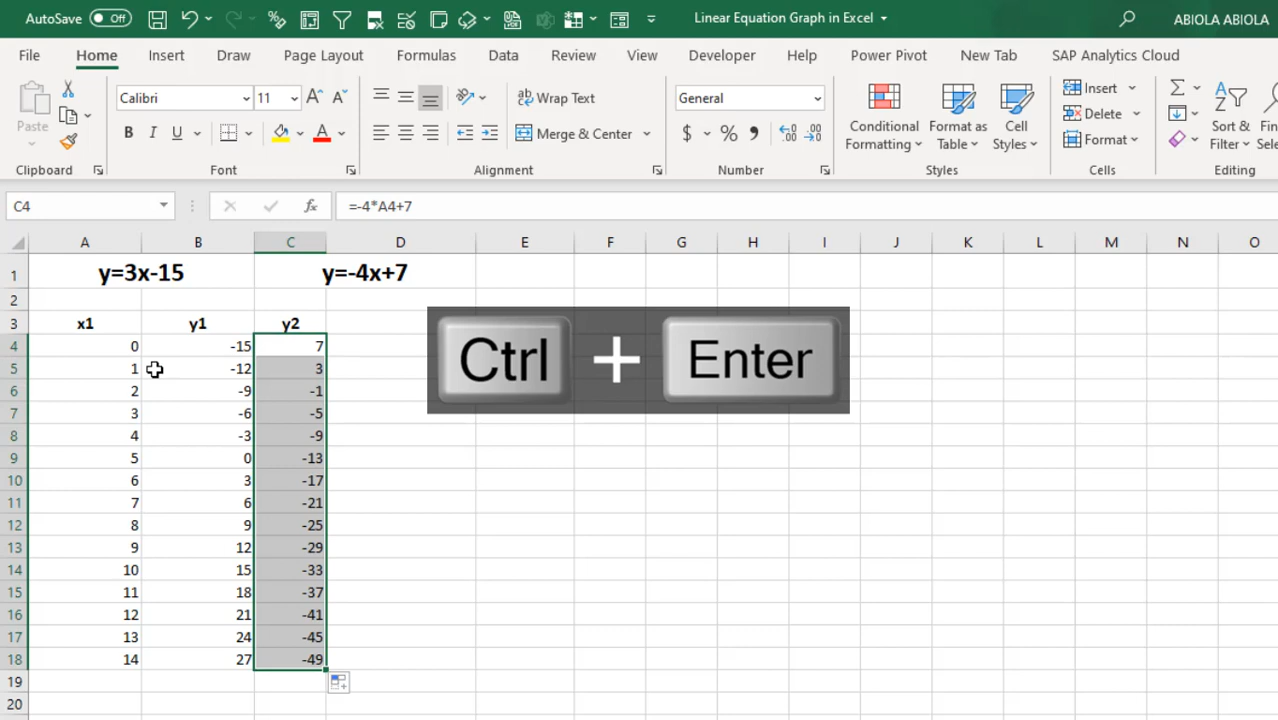 AutoSave Off
Linear Equation Graph in Excel
ABIOLA ABIOLA
File Home Insert Draw Page Layout Formulas Data Review View Developer Help Power Pivot New Tab SAP Analytics Cloud
Paste
Clipboard
Calibri 11
B I U A
Font
Wrap Text
Merge & Center
Alignment
General
$ % 9
Number
Conditional Formatting
Format as Table
Cell Styles
Styles
Insert
Delete
Format
Cells
Sort & Filter
Editing
C4 fx =-4*A4+7
A B C D E F G H I J K L M N O
1 y=3x-15 y=-4x+7
2
3 x1 y1 y2
4 0 -15 7
5 1 -12 3
6 2 -9 -1
7 3 -6 -5
8 4 -3 -9
9 5 0 -13
10 6 3 -17
11 7 6 -21
12 8 9 -25
13 9 12 -29
14 10 15 -33
15 11 18 -37
16 12 21 -41
17 13 24 -45
18 14 27 -49
19
20
Ctrl + Enter